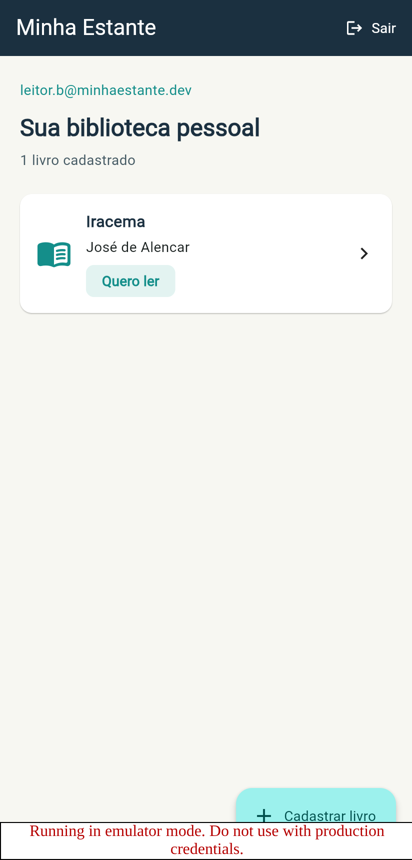 Minha Estante
Sair
leitor.b@minhaestante.dev
Sua biblioteca pessoal
1 livro cadastrado
Iracema
José de Alencar
Quero ler
Cadastrar livro
Running in emulator mode. Do not use with production
credentials.